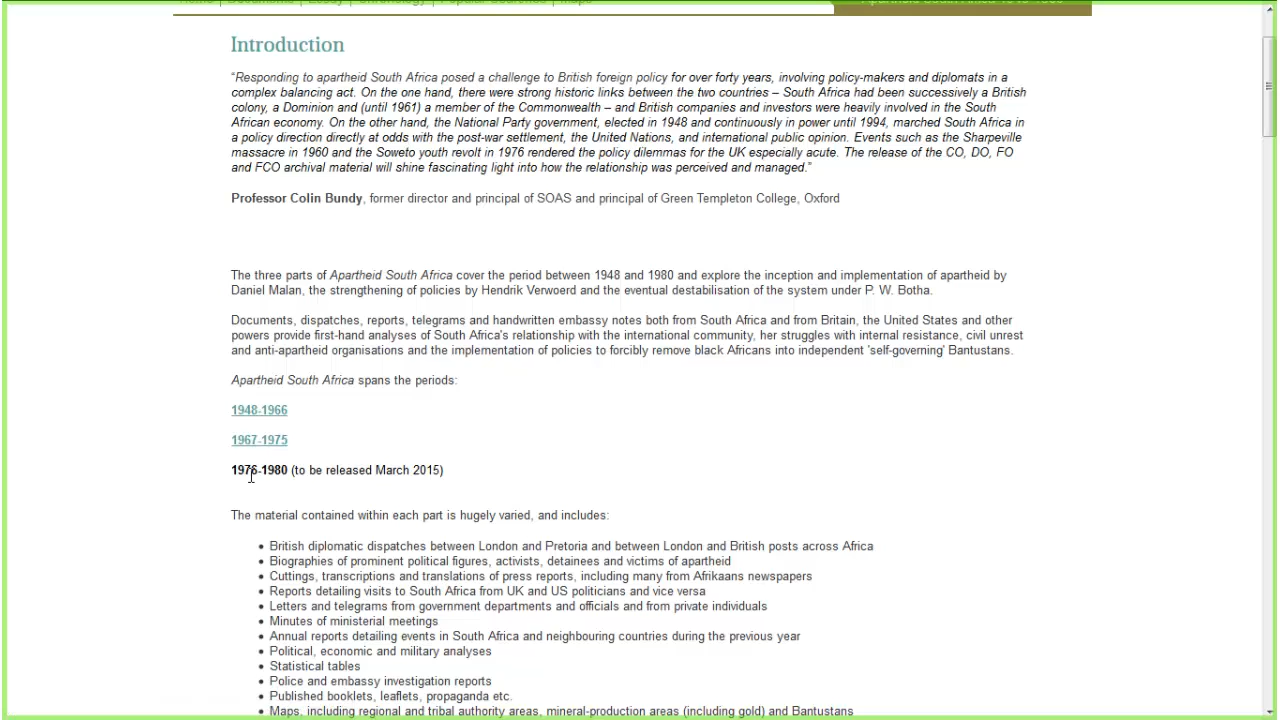 Introduction
“Responding to apartheid South Africa posed a challenge to British foreign policy for over forty years, involving policy-makers and diplomats in a
complex balancing act. On the one hand, there were strong historic links between the two countries – South Africa had been successively a British
colony, a Dominion and (until 1961) a member of the Commonwealth – and British companies and investors were heavily involved in the South
African economy. On the other hand, the National Party government, elected in 1948 and continuously in power until 1994, marched South Africa in
a policy direction directly at odds with the post-war settlement, the United Nations, and international public opinion. Events such as the Sharpeville
massacre in 1960 and the Soweto youth revolt in 1976 rendered the policy dilemmas for the UK especially acute. The release of the CO, DO, FO
and FCO archival material will shine fascinating light into how the relationship was perceived and managed.”
Professor Colin Bundy, former director and principal of SOAS and principal of Green Templeton College, Oxford
The three parts of Apartheid South Africa cover the period between 1948 and 1980 and explore the inception and implementation of apartheid by
Daniel Malan, the strengthening of policies by Hendrik Verwoerd and the eventual destabilisation of the system under P. W. Botha.
Documents, dispatches, reports, telegrams and handwritten embassy notes both from South Africa and from Britain, the United States and other
powers provide first-hand analyses of South Africa's relationship with the international community, her struggles with internal resistance, civil unrest
and anti-apartheid organisations and the implementation of policies to forcibly remove black Africans into independent 'self-governing' Bantustans.
Apartheid South Africa spans the periods:
1948-1966
1967-1975
1976-1980 (to be released March 2015)
The material contained within each part is hugely varied, and includes:
• British diplomatic dispatches between London and Pretoria and between London and British posts across Africa
• Biographies of prominent political figures, activists, detainees and victims of apartheid
• Cuttings, transcriptions and translations of press reports, including many from Afrikaans newspapers
• Reports detailing visits to South Africa from UK and US politicians and vice versa
• Letters and telegrams from government departments and officials and from private individuals
• Minutes of ministerial meetings
• Annual reports detailing events in South Africa and neighbouring countries during the previous year
• Political, economic and military analyses
• Statistical tables
• Police and embassy investigation reports
• Published booklets, leaflets, propaganda etc.
• Maps, including regional and tribal authority areas, mineral-production areas (including gold) and Bantustans